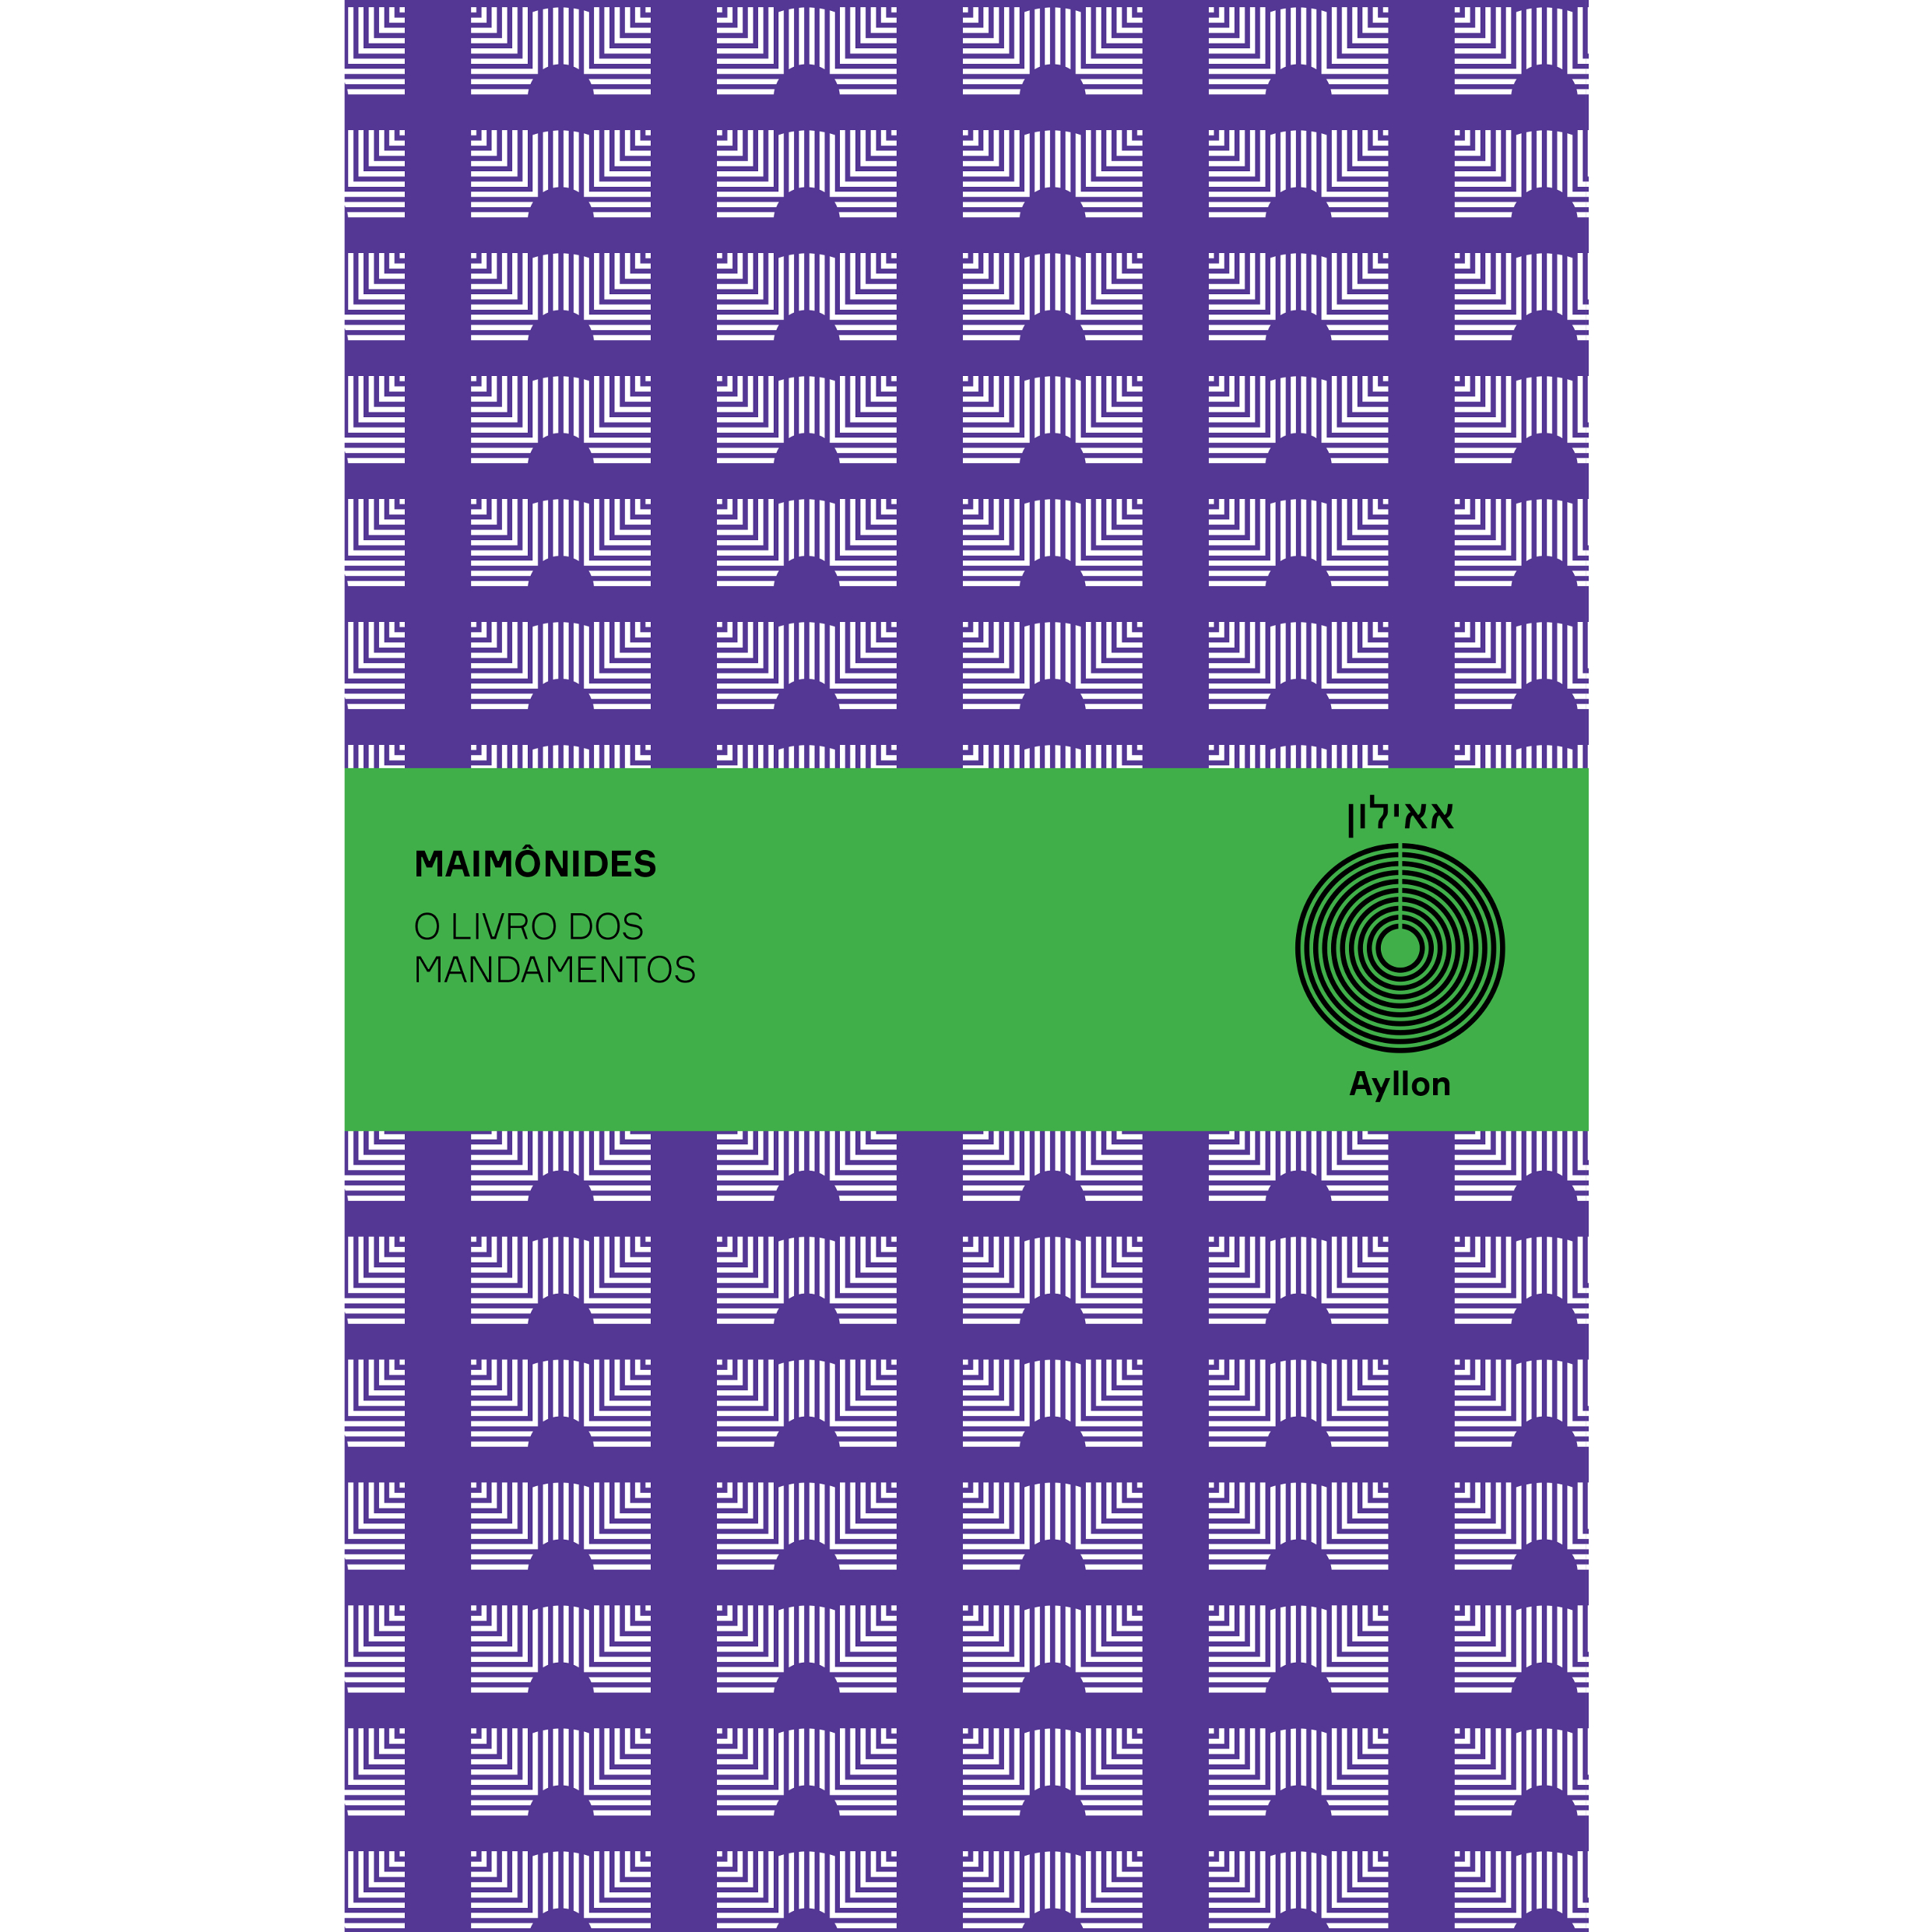 MAIMÔNIDES
O LIVRO DOS
MANDAMENTOS
אאילון
Ayllon